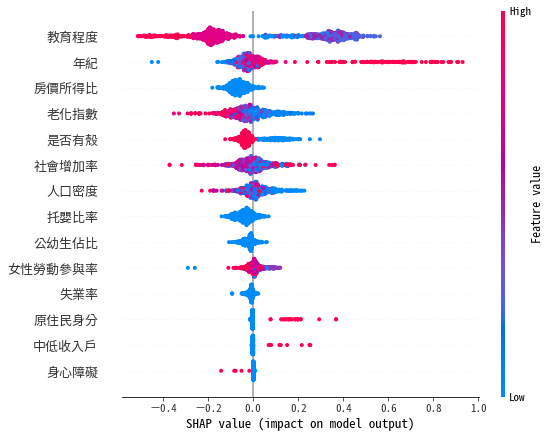 High
教育程度
年紀
房價所得比
老化指數
是否有殼
社會增加率
人口密度
托嬰比率
公幼生佔比
女性勞動參與率
失業率
原住民身分
中低收入戶
身心障礙
Feature value
Low
−0.4 −0.2 0.0 0.2 0.4 0.6 0.8 1.0
SHAP value (impact on model output)